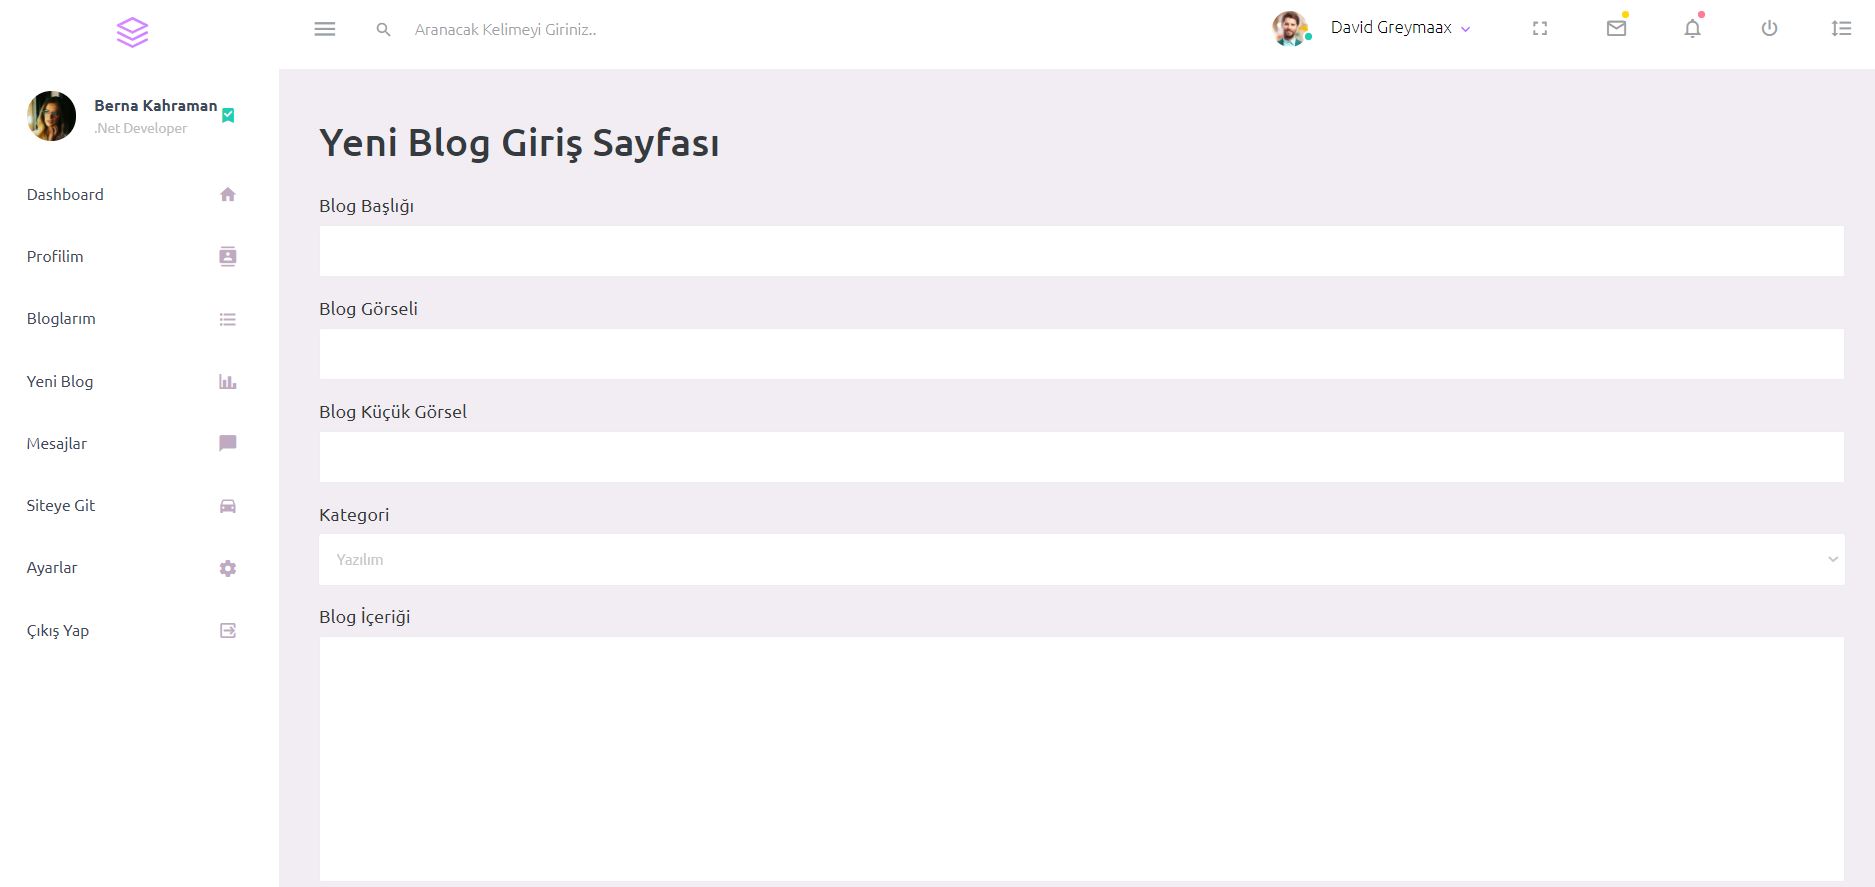 Aranacak Kelimeyi Giriniz..
David Greymaax
Berna Kahraman
.Net Developer
Dashboard
Profilim
Bloglarım
Yeni Blog
Mesajlar
Siteye Git
Ayarlar
Çıkış Yap
Yeni Blog Giriş Sayfası
Blog Başlığı
Blog Görseli
Blog Küçük Görsel
Kategori
Yazılım
Blog İçeriği